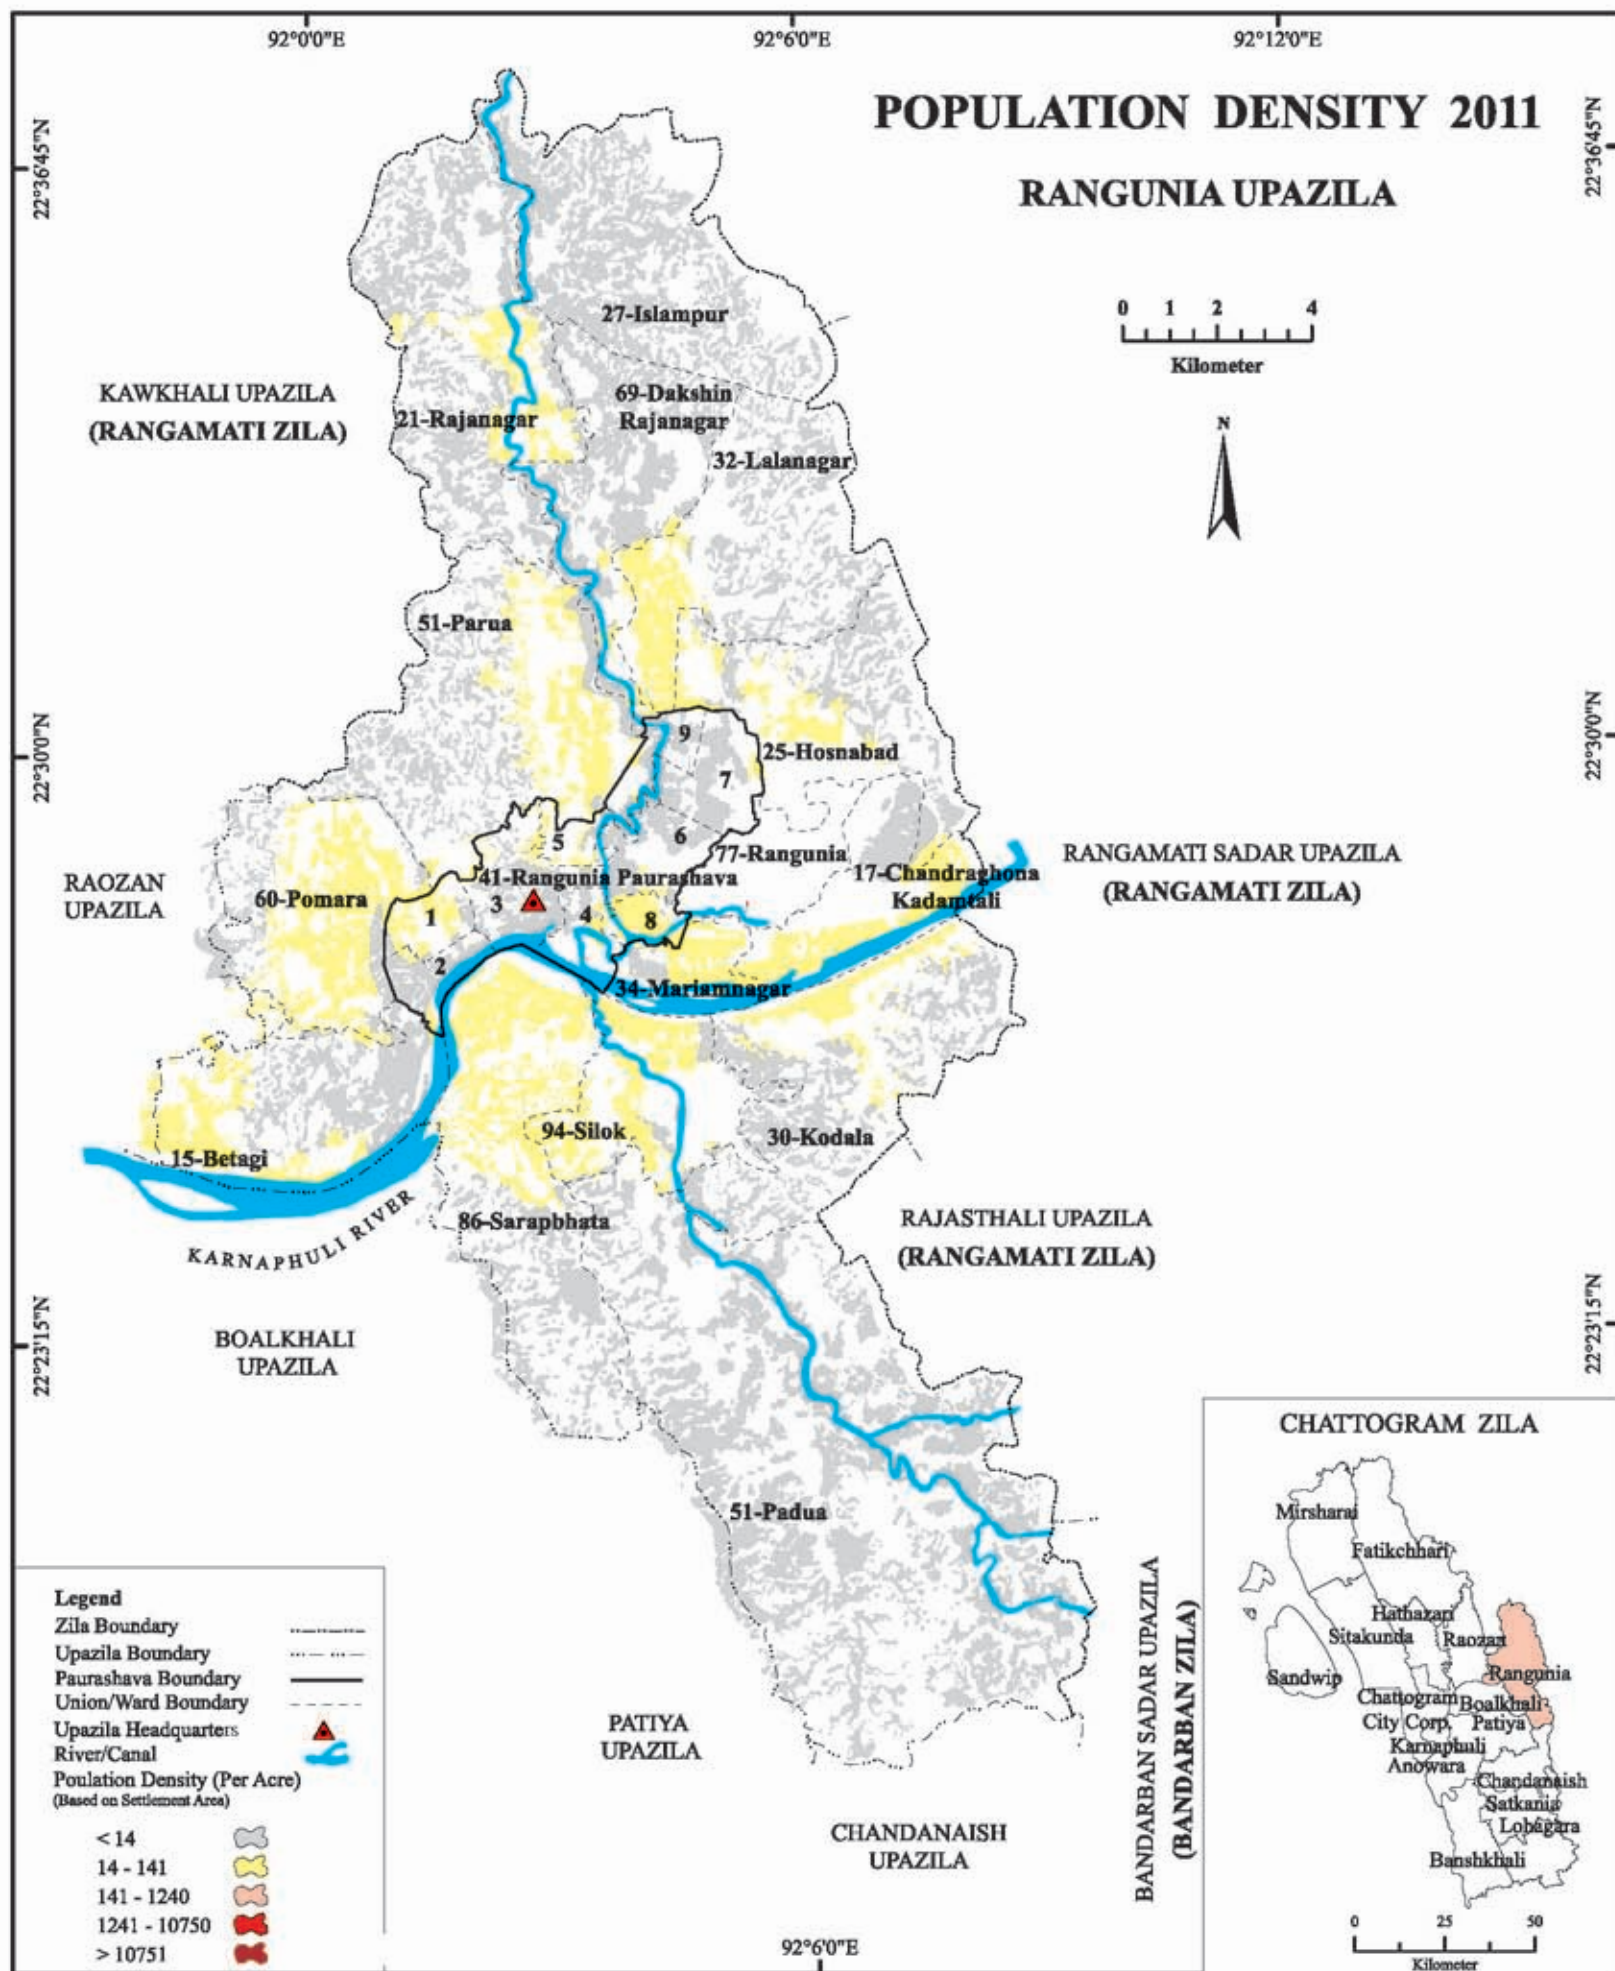 92°0'0"E
92°6'0"E
92°12'0"E
POPULATION DENSITY 2011
RANGUNIA UPAZILA
22°36'45"N
22°36'45"N
0 1 2 4
Kilometer
N
27-Islampur
KAWKHALI UPAZILA
(RANGAMATI ZILA)
69-Dakshin
Rajanagar
21-Rajanagar
32-Lalanagar
51-Parua
22°30'0"N
22°30'0"N
9
25-Hosnabad
7
6
5
77-Rangunia
RANGAMATI SADAR UPAZILA
(RANGAMATI ZILA)
RAOZAN
UPAZILA
41-Rangunia Paurashava
17-Chandraghona
Kadamtali
60-Pomara
1
3
4
8
2
34-Mariamnagar
94-Silok
30-Kodala
15-Betagi
KARNAPHULI RIVER
86-Sarapbhata
RAJASTHALI UPAZILA
(RANGAMATI ZILA)
22°23'15"N
22°23'15"N
BOALKHALI
UPAZILA
51-Padua
PATIYA
UPAZILA
CHANDANAISH
UPAZILA
BANDARBAN SADAR UPAZILA
(BANDARBAN ZILA)
92°6'0"E
Legend
Zila Boundary
Upazila Boundary
Paurashava Boundary
Union/Ward Boundary
Upazila Headquarters
River/Canal
Poulation Density (Per Acre)
(Based on Settlement Area)
< 14
14 - 141
141 - 1240
1241 - 10750
> 10751
CHATTOGRAM ZILA
Mirsharai
Fatikchhari
Hathazari
Sitakunda
Raozan
Sandwip
Rangunia
Chattogram
City Corp.
Boalkhali
Patiya
Karnaphuli
Anowara
Chandanaish
Satkania
Lohagara
Banshkhali
0 25 50
Kilometer